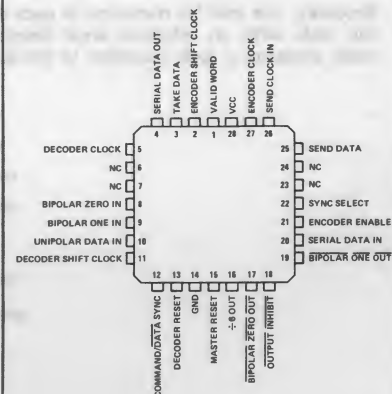 SERIAL DATA OUT
TAKE DATA
ENCODER SHIFT CLOCK
VALID WORD
VCC
ENCODER CLOCK
SEND CLOCK IN
4 3 2 1 28 27 26
DECODER CLOCK 5
NC 6
NC 7
BIPOLAR ZERO IN 8
BIPOLAR ONE IN 9
UNIPOLAR DATA IN 10
DECODER SHIFT CLOCK 11
25 SEND DATA
24 NC
23 NC
22 SYNC SELECT
21 ENCODER ENABLE
20 SERIAL DATA IN
19 BIPOLAR ONE OUT
12 13 14 15 16 17 18
COMMAND/DATA SYNC
DECODER RESET
GND
MASTER RESET
÷ 6 OUT
BIPOLAR ZERO OUT
OUTPUT INHIBIT